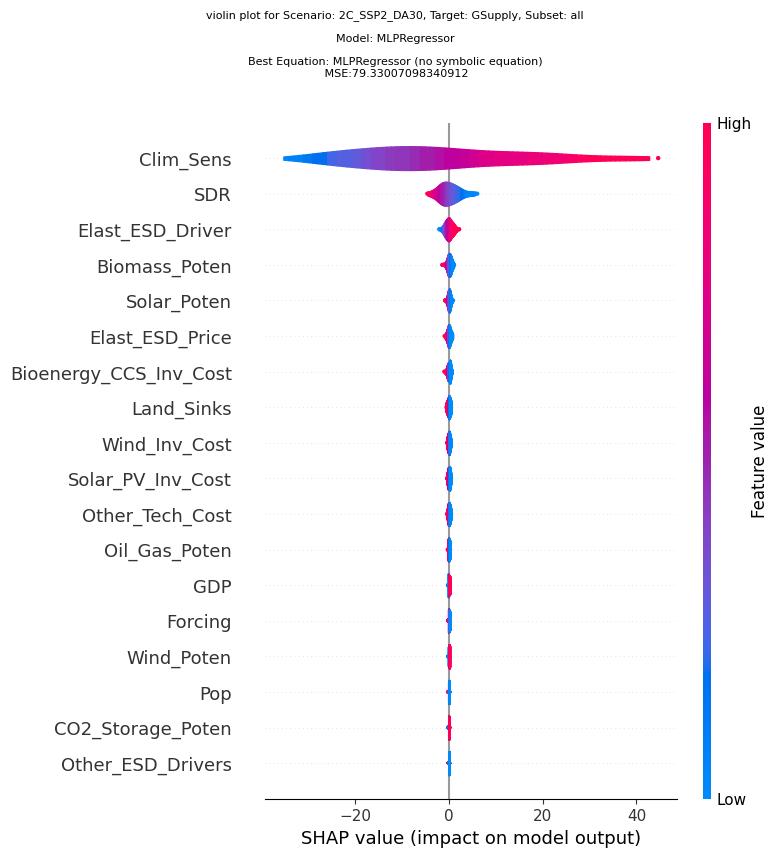 violin plot for Scenario: 2C_SSP2_DA30, Target: GSupply, Subset: all
Model: MLPRegressor
Best Equation: MLPRegressor (no symbolic equation)
MSE:79.33007098340912
High
Clim_Sens
SDR
Elast_ESD_Driver
Biomass_Poten
Solar_Poten
Elast_ESD_Price
Bioenergy_CCS_Inv_Cost
Land_Sinks
Wind_Inv_Cost
Solar_PV_Inv_Cost
Other_Tech_Cost
Oil_Gas_Poten
GDP
Forcing
Wind_Poten
Pop
CO2_Storage_Poten
Other_ESD_Drivers
Feature value
Low
−20 0 20 40
SHAP value (impact on model output)